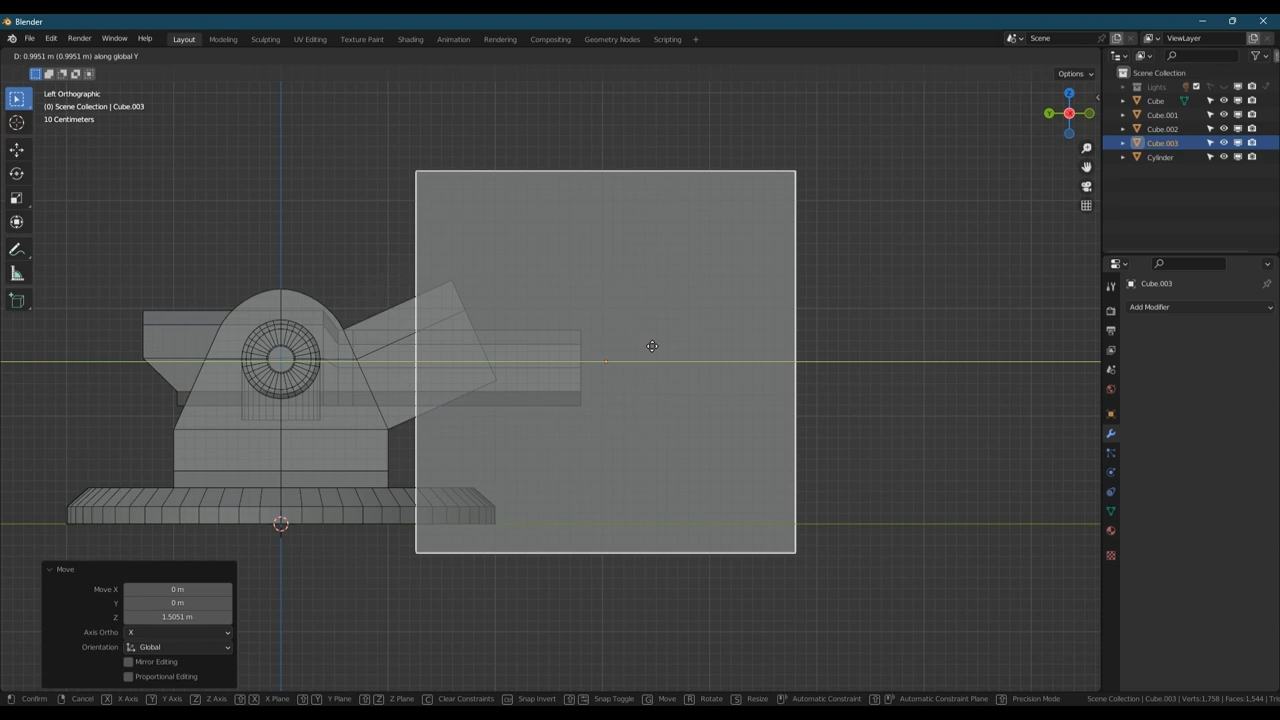 Blender
File Edit Render Window Help Layout Modeling Sculpting UV Editing Texture Paint Shading Animation Rendering Compositing Geometry Nodes Scripting + Scene ViewLayer
D: 0.9951 m (0.9951 m) along global Y
Options
Scene Collection
Left Orthographic
(0) Scene Collection | Cube.003
10 Centimeters
Lights
Cube
Cube.001
Cube.002
Cube.003
Cylinder
Z
Y
X
Cube.003
Add Modifier
Move
Move X 0 m
Y 0 m
Z 1.5051 m
Axis Ortho X
Orientation Global
Mirror Editing
Proportional Editing
Confirm Cancel X X Axis Y Y Axis Z Z Axis X X Plane Y Y Plane Z Z Plane C Clear Constraints Snap Invert Snap Toggle G Move R Rotate S Resize Automatic Constraint Automatic Constraint Plane Precision Mode Scene Collection | Cube.003 | Verts:1,758 | Faces:1,544 | Tr